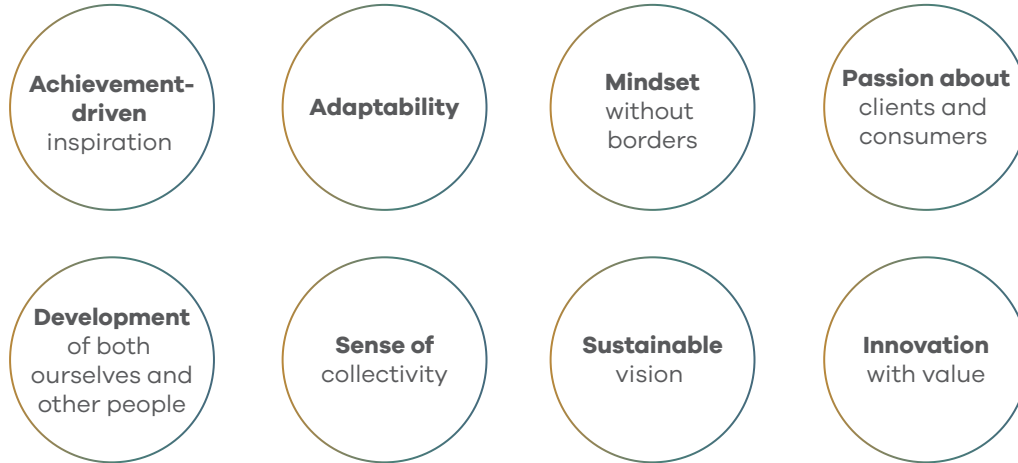 Achievement-
driven
inspiration
Adaptability
Mindset
without
borders
Passion about
clients and
consumers
Development
of both
ourselves and
other people
Sense of
collectivity
Sustainable
vision
Innovation
with value